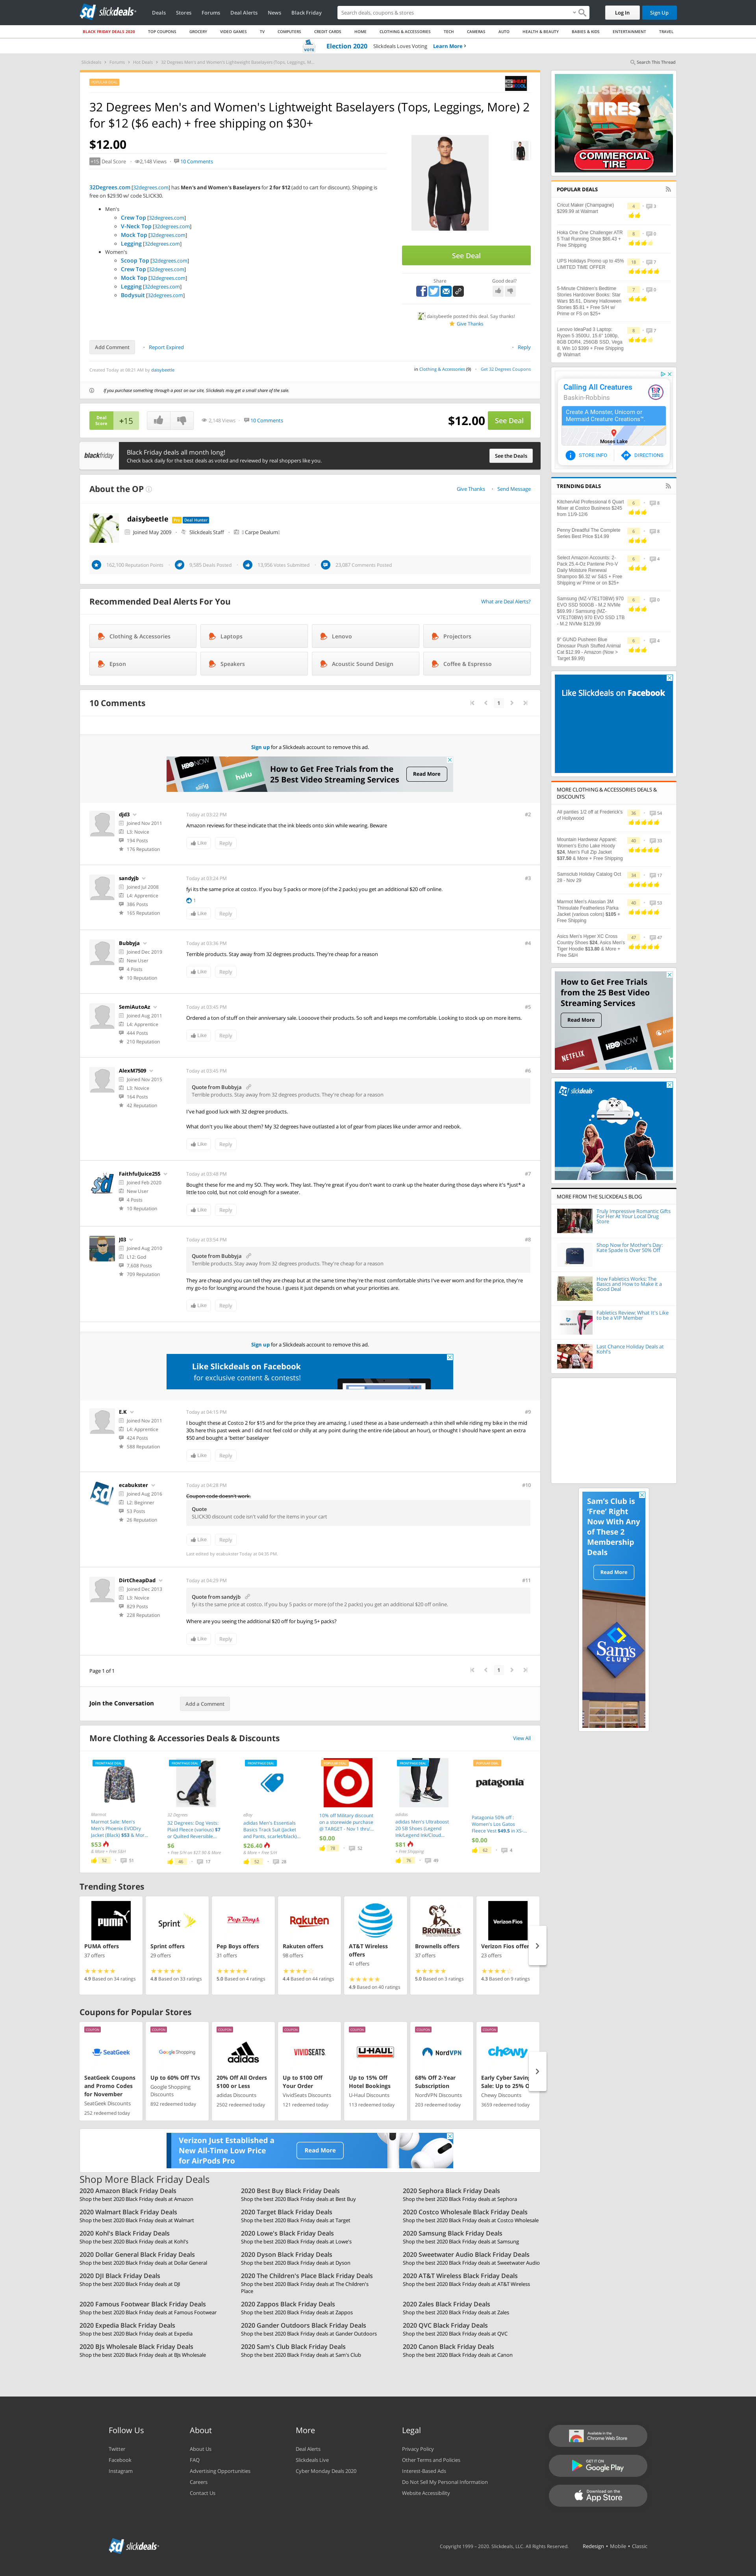 slickdeals
Deals Stores Forums Deal Alerts News Black Friday
Search deals, coupons & stores
Log In Sign Up
BLACK FRIDAY DEALS 2020 TOP COUPONS GROCERY VIDEO GAMES TV COMPUTERS CREDIT CARDS HOME CLOTHING & ACCESSORIES TECH CAMERAS AUTO HEALTH & BEAUTY BABIES & KIDS ENTERTAINMENT TRAVEL
VOTE Election 2020 Slickdeals Loves Voting Learn More
Slickdeals Forums Hot Deals 32 Degrees Men's and Women's Lightweight Baselayers (Tops, Leggings, M...
Search This Thread
32 Degrees Men's and Women's Lightweight Baselayers (Tops, Leggings, More) 2
for $12 ($6 each) + free shipping on $30+
$12.00
+15 Deal Score 2,148 Views 10 Comments
32Degrees.com [32degrees.com] has Men's and Women's Baselayers for 2 for $12 (add to cart for discount). Shipping is
free on $29.90 w/ code SLICK30.
Men's
Crew Top [32degrees.com]
V-Neck Top [32degrees.com]
Mock Top [32degrees.com]
Legging [32degrees.com]
Women's
Scoop Top [32degrees.com]
Crew Top [32degrees.com]
Mock Top [32degrees.com]
Legging [32degrees.com]
Bodysuit [32degrees.com]
See Deal
Share Good deal?
daisybeetle posted this deal. Say thanks!
Give Thanks
Add Comment Report Expired Reply
Created Today at 08:21 AM by daisybeetle
in Clothing & Accessories (9) Get 32 Degrees Coupons
If you purchase something through a post on our site, Slickdeals may get a small share of the sale.
Deal Score +15
2,148 Views 10 Comments
$12.00 See Deal
blackfriday
Black Friday deals all month long!
Check back daily for the best deals as voted and reviewed by real shoppers like you.
See the Deals
About the OP
Give Thanks Send Message
daisybeetle Deal Hunter
Joined May 2009 Slickdeals Staff ! Carpe Dealum!
162,100 Reputation Points 9,585 Deals Posted 13,956 Votes Submitted 23,087 Comments Posted
Recommended Deal Alerts For You
What are Deal Alerts?
Clothing & Accessories Laptops Lenovo Projectors
Epson Speakers Acoustic Sound Design Coffee & Espresso
10 Comments
1
Sign up for a Slickdeals account to remove this ad.
HBO NOW hulu NETFLIX
How to Get Free Trials from the
25 Best Video Streaming Services
Read More
djd3
Joined Nov 2011
L3: Novice
194 Posts
176 Reputation
Today at 03:22 PM #2
Amazon reviews for these indicate that the ink bleeds onto skin while wearing. Beware
Like Reply
sandyjb
Joined Jul 2008
L4: Apprentice
386 Posts
165 Reputation
Today at 03:24 PM #3
fyi its the same price at costco. If you buy 5 packs or more (of the 2 packs) you get an additional $20 off online.
1
Like Reply
Bubbyja
Joined Dec 2019
New User
4 Posts
10 Reputation
Today at 03:36 PM #4
Terrible products. Stay away from 32 degrees products. They're cheap for a reason
Like Reply
SemiAutoAz
Joined Aug 2011
L4: Apprentice
444 Posts
219 Reputation
Today at 03:45 PM #5
Ordered a ton of stuff on their anniversary sale. Loooove their products. So soft and keeps me comfortable. Looking to stock up on more items.
Like Reply
AlexM7509
Joined Nov 2015
L3: Novice
164 Posts
42 Reputation
Today at 03:45 PM #6
Quote from Bubbyja
Terrible products. Stay away from 32 degrees products. They're cheap for a reason
I've had good luck with 32 degree products.
What don't you like about them? My 32 degrees have outlasted a lot of gear from places like under armor and reebok.
Like Reply
FaithfulJuice255
Joined Feb 2020
New User
4 Posts
10 Reputation
Today at 03:48 PM #7
Bought these for me and my SO. They work. They last. They're great if you don't want to crank up the heater during those days where it's *just* a
little too cold, but not cold enough for a sweater.
Like Reply
J03
Joined Aug 2010
L12: God
7,608 Posts
709 Reputation
Today at 03:54 PM #8
Quote from Bubbyja
Terrible products. Stay away from 32 degrees products. They're cheap for a reason
They are cheap and you can tell they are cheap but at the same time they're the most comfortable shirts I've ever worn and for the price, they're
my go-to for lounging around the house. I guess it just depends on what your priorities are.
Like Reply
Sign up for a Slickdeals account to remove this ad.
Like Slickdeals on Facebook
for exclusive content & contests!
E.K
Joined Nov 2011
L4: Apprentice
424 Posts
588 Reputation
Today at 04:15 PM #9
I bought these at Costco 2 for $15 and for the price they are amazing. I used these as a base underneath a thin shell while riding my bike in the mid
30s here this past week and I did not feel cold or chilly at any point during the entire ride (about an hour), or thought I should have spent an extra
$50 and bought a 'better' baselayer
Like Reply
ecabukster
Joined Aug 2016
L2: Beginner
53 Posts
26 Reputation
Today at 04:28 PM #10
Coupon code doesn't work.
Quote
SLICK30 discount code isn't valid for the items in your cart
Like Reply
Last edited by ecabukster Today at 04:35 PM.
DirtCheapDad
Joined Dec 2013
L3: Novice
829 Posts
228 Reputation
Today at 04:29 PM #11
Quote from sandyjb
fyi its the same price at costco. If you buy 5 packs or more (of the 2 packs) you get an additional $20 off online.
Where are you seeing the additional $20 off for buying 5+ packs?
Like Reply
Page 1 of 1
1
Join the Conversation Add a Comment
More Clothing & Accessories Deals & Discounts
View All
Marmot
Marmot Sale: Men's
Men's Phoenix EVODry
Jacket (Black) $53 & Mor...
$53
& More + Free S&H
52 51
32 Degrees
32 Degrees: Dog Vests:
Plaid Fleece (various) $7
or Quilted Reversible...
$6
+ Free S/H on $27.90 & More
46 17
eBay
adidas Men's Essentials
Basics Track Suit (Jacket
and Pants, scarlet/black)...
$26.40
& More + Free S/H
52 28
10% off Military discount
on a storewide purchase
@ TARGET - Nov 1 thru...
$0.00
78 52
adidas
adidas Men's Ultraboost
20 SB Shoes (Legend
Ink/Legend Ink/Cloud...
$81
+ Free Shipping
76 49
patagonia
Patagonia 50% off :
Women's Los Gatos
Fleece Vest $49.5 in XS-...
$0.00
52 4
Trending Stores
PUMA offers
37 offers
4.9 Based on 34 ratings
Sprint offers
29 offers
4.8 Based on 33 ratings
Pep Boys offers
31 offers
5.0 Based on 4 ratings
Rakuten offers
98 offers
4.4 Based on 44 ratings
AT&T Wireless
offers
41 offers
4.9 Based on 40 ratings
Brownells offers
37 offers
5.0 Based on 3 ratings
Verizon Fios offer
23 offers
4.3 Based on 9 ratings
Coupons for Popular Stores
COUPON SeatGeek
SeatGeek Coupons
and Promo Codes
for November
SeatGeek Discounts
252 redeemed today
COUPON Google Shopping
Up to 60% Off TVs
Google Shopping
Discounts
892 redeemed today
COUPON adidas
20% Off All Orders
$100 or Less
adidas Discounts
2502 redeemed today
COUPON VIVIDSEATS
Up to $100 Off
Your Order
VividSeats Discounts
121 redeemed today
COUPON U-HAUL
Up to 15% Off
Hotel Bookings
U-Haul Discounts
113 redeemed today
COUPON NordVPN
68% Off 2-Year
Subscription
NordVPN Discounts
203 redeemed today
COUPON chewy
Early Cyber Savin
Sale: Up to 25% O
Chewy Discounts
3659 redeemed today
Verizon Just Established a
New All-Time Low Price
for AirPods Pro
Read More
Shop More Black Friday Deals
2020 Amazon Black Friday Deals
Shop the best 2020 Black Friday deals at Amazon
2020 Best Buy Black Friday Deals
Shop the best 2020 Black Friday deals at Best Buy
2020 Sephora Black Friday Deals
Shop the best 2020 Black Friday deals at Sephora
2020 Walmart Black Friday Deals
Shop the best 2020 Black Friday deals at Walmart
2020 Target Black Friday Deals
Shop the best 2020 Black Friday deals at Target
2020 Costco Wholesale Black Friday Deals
Shop the best 2020 Black Friday deals at Costco Wholesale
2020 Kohl's Black Friday Deals
Shop the best 2020 Black Friday deals at Kohl's
2020 Lowe's Black Friday Deals
Shop the best 2020 Black Friday deals at Lowe's
2020 Samsung Black Friday Deals
Shop the best 2020 Black Friday deals at Samsung
2020 Dollar General Black Friday Deals
Shop the best 2020 Black Friday deals at Dollar General
2020 Dyson Black Friday Deals
Shop the best 2020 Black Friday deals at Dyson
2020 Sweetwater Audio Black Friday Deals
Shop the best 2020 Black Friday deals at Sweetwater Audio
2020 DJI Black Friday Deals
Shop the best 2020 Black Friday deals at DJI
2020 The Children's Place Black Friday Deals
Shop the best 2020 Black Friday deals at The Children's
Place
2020 AT&T Wireless Black Friday Deals
Shop the best 2020 Black Friday deals at AT&T Wireless
2020 Famous Footwear Black Friday Deals
Shop the best 2020 Black Friday deals at Famous Footwear
2020 Zappos Black Friday Deals
Shop the best 2020 Black Friday deals at Zappos
2020 Zales Black Friday Deals
Shop the best 2020 Black Friday deals at Zales
2020 Expedia Black Friday Deals
Shop the best 2020 Black Friday deals at Expedia
2020 Gander Outdoors Black Friday Deals
Shop the best 2020 Black Friday deals at Gander Outdoors
2020 QVC Black Friday Deals
Shop the best 2020 Black Friday deals at QVC
2020 BJs Wholesale Black Friday Deals
Shop the best 2020 Black Friday deals at BJs Wholesale
2020 Sam's Club Black Friday Deals
Shop the best 2020 Black Friday deals at Sam's Club
2020 Canon Black Friday Deals
Shop the best 2020 Black Friday deals at Canon
ALL SEASON
TIRES
COMMERCIAL
TIRE
POPULAR DEALS
Cricut Maker (Champagne)
$299.99 at Walmart
4 3
Hoka One One Challenger ATR
5 Trail Running Shoe $86.43 +
Free Shipping
8 0
UPS Holidays Promo up to 45%
LIMITED TIME OFFER
18 7
5-Minute Children's Bedtime
Stories Hardcover Books: Star
Wars $5.61, Disney Halloween
Stories $5.61 + Free S/H w/
Prime or FS on $25+
7 0
Lenovo IdeaPad 3 Laptop:
Ryzen 5 3500U, 15.6" 1080p,
8GB DDR4, 256GB SSD, Vega
8, Win 10 $399 + Free Shipping
@ Walmart
9 7
Calling All Creatures
Baskin-Robbins
Create A Monster, Unicorn or
Mermaid Creature Creations™.
Moses Lake
STORE INFO DIRECTIONS
TRENDING DEALS
KitchenAid Professional 6 Quart
Mixer at Costco Business $245
from 11/9-12/6
6 8
Penny Dreadful The Complete
Series Best Price $14.99
6 8
Select Amazon Accounts: 2-
Pack 25.4-Oz Pantene Pro-V
Daily Moisture Renewal
Shampoo $6.32 w/ S&S + Free
Shipping w/ Prime or on $25+
6 4
Samsung (MZ-V7E1T0BW) 970
EVO SSD 500GB - M.2 NVMe
$69.99 / Samsung (MZ-
V7E1T0BW) 970 EVO SSD 1TB
- M.2 NVMe $129.99
6 0
9" GUND Pusheen Blue
Dinosaur Plush Stuffed Animal
Cat $12.99 - Amazon (Now >
Target $9.99)
6 4
Like Slickdeals on Facebook
MORE CLOTHING & ACCESSORIES DEALS &
DISCOUNTS
All panties 1/2 off at Frederick's
of Hollywood
36 54
Mountain Hardwear Apparel:
Women's Echo Lake Hoody
$24, Men's Full Zip Jacket
$37.50 & More + Free Shipping
40 33
Samsclub Holiday Catalog Oct
28 - Nov 29
34 17
Marmot Men's Alassian 3M
Thinsulate Featherless Parka
Jacket (various colors) $105 +
Free Shipping
40 53
Asics Men's Hyper XC Cross
Country Shoes $24, Asics Men's
Tiger Hoodie $13.80 & More +
Free S&H
47 47
How to Get Free Trials
from the 25 Best Video
Streaming Services
Read More
NETFLIX HBO NOW hulu
slickdeals
MORE FROM THE SLICKDEALS BLOG
Truly Impressive Romantic Gifts
For Her At Your Local Drug
Store
Shop Now for Mother's Day:
Kate Spade Is Over 50% Off
How Fabletics Works: The
Basics and How to Make it a
Good Deal
Fabletics Review: What It's Like
to be a VIP Member
Last Chance Holiday Deals at
Kohl's
Sam's Club is
'Free' Right
Now With Any
of These 2
Membership
Deals
Read More
Sam's
CLUB
Follow Us
Twitter
Facebook
Instagram
About
About Us
FAQ
Advertising Opportunities
Careers
Contact Us
More
Deal Alerts
Slickdeals Live
Cyber Monday Deals 2020
Legal
Privacy Policy
Other Terms and Policies
Interest-Based Ads
Do Not Sell My Personal Information
Website Accessibility
Available in the
Chrome Web Store
GET IT ON
Google Play
Download on the
App Store
slickdeals
Copyright 1999 – 2020. Slickdeals, LLC. All Rights Reserved. Redesign • Mobile • Classic